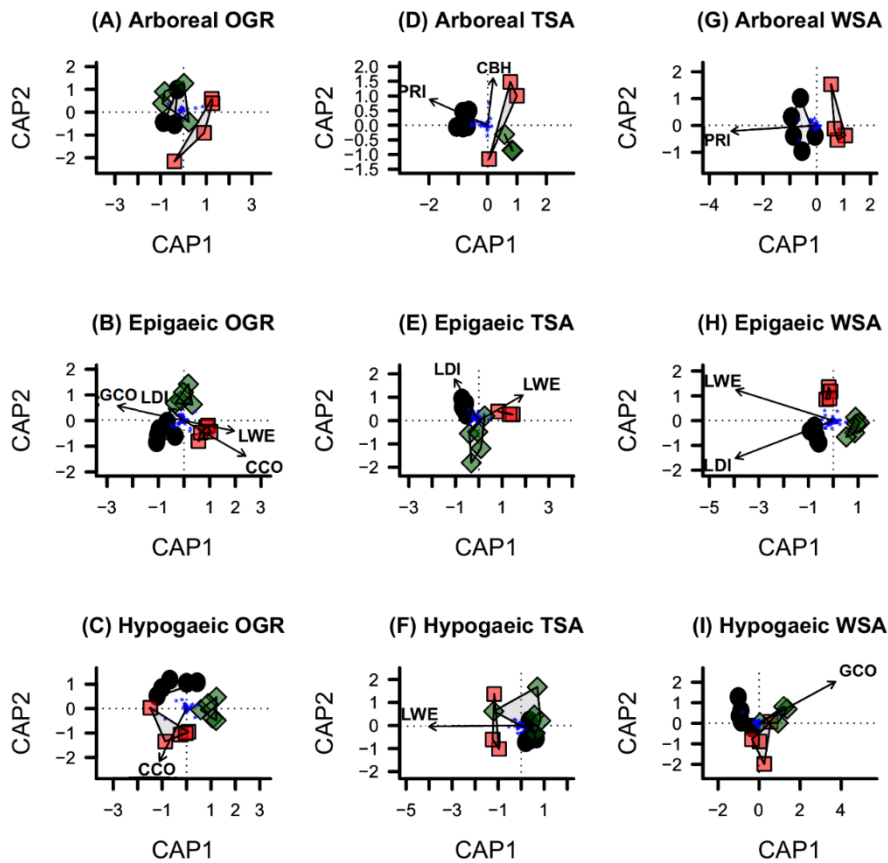 (A) Arboreal OGR
CAP2
2
1
0
−1
−2
−3 −1 1 3
CAP1
(D) Arboreal TSA
CAP2
2.0
1.5
1.0
0.5
0.0
−0.5
−1.0
−1.5
CBH
PRI
−2 0 1 2
CAP1
(G) Arboreal WSA
CAP2
2
1
0
−1
PRI
−4 −2 0 1 2
CAP1
(B) Epigaeic OGR
CAP2
2
1
0
−1
−2
GCO
LDI
LWE
CCO
−3 −1 1 2 3
CAP1
(E) Epigaeic TSA
CAP2
2
1
0
−1
−2
LDI
LWE
−3 −1 1 3
CAP1
(H) Epigaeic WSA
CAP2
2
1
0
−1
−2
LWE
LDI
−5 −3 −1 1
CAP1
(C) Hypogaeic OGR
CAP2
2
1
0
−1
−2
CCO
−3 −1 1 3
CAP1
(F) Hypogaeic TSA
CAP2
2
1
0
−1
−2
LWE
−5 −3 −1 1
CAP1
(I) Hypogaeic WSA
CAP2
2
1
0
−1
−2
GCO
−2 0 2 4
CAP1